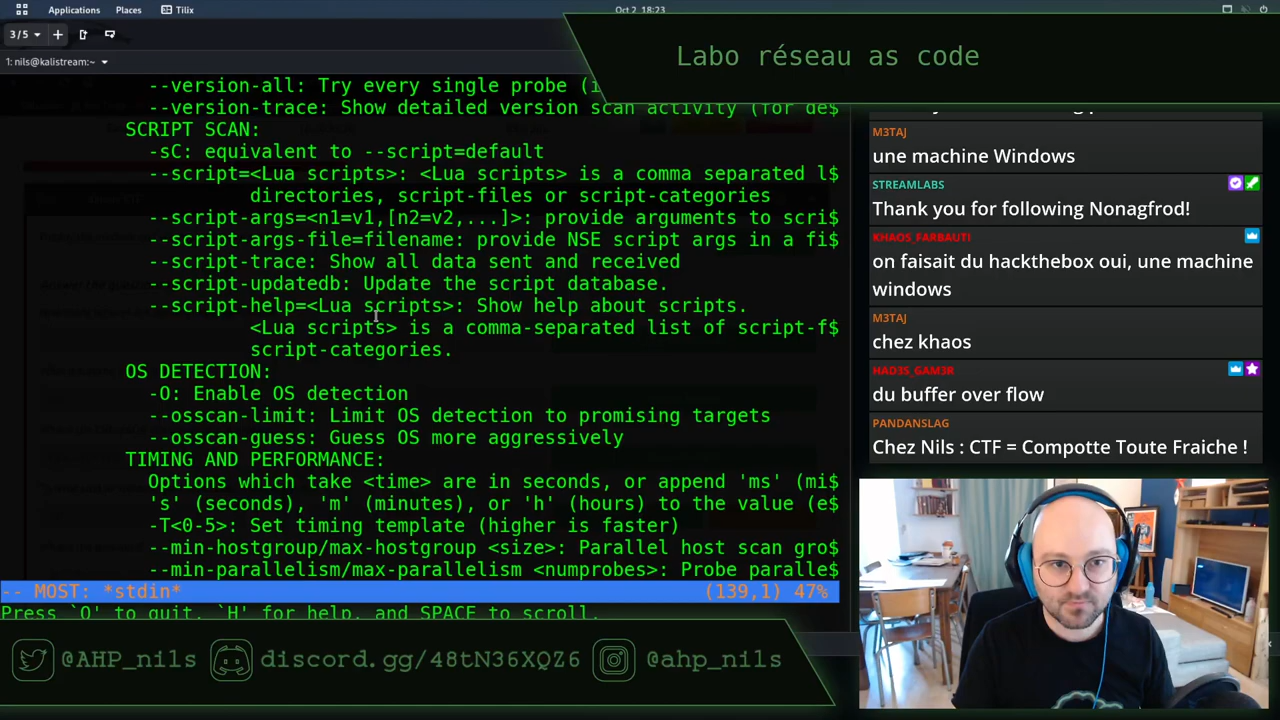 Applications Places Tilix
Oct 2 18:23
3/5
1: nils@kalistream:~
Labo réseau as code
--version-all: Try every single probe (i
--version-trace: Show detailed version scan activity (for de$
SCRIPT SCAN:
-sC: equivalent to --script=default
--script=<Lua scripts>: <Lua scripts> is a comma separated l$
directories, script-files or script-categories
--script-args=<n1=v1,[n2=v2,...]>: provide arguments to scri$
--script-args-file=filename: provide NSE script args in a fi$
--script-trace: Show all data sent and received
--script-updatedb: Update the script database.
--script-help=<Lua scripts>: Show help about scripts.
<Lua scripts> is a comma-separated list of script-f$
script-categories.
OS DETECTION:
-O: Enable OS detection
--osscan-limit: Limit OS detection to promising targets
--osscan-guess: Guess OS more aggressively
TIMING AND PERFORMANCE:
Options which take <time> are in seconds, or append 'ms' (mi$
's' (seconds), 'm' (minutes), or 'h' (hours) to the value (e$
-T<0-5>: Set timing template (higher is faster)
--min-hostgroup/max-hostgroup <size>: Parallel host scan gro$
--min-parallelism/max-parallelism <numprobes>: Probe paralle$
-- MOST: *stdin* (139,1) 47%
Press `Q' to quit, `H' for help, and SPACE to scroll.
M3TAJ
une machine Windows
STREAMLABS
Thank you for following Nonagfrod!
KHAOS_FARBAUTI
on faisait du hackthebox oui, une machine
windows
M3TAJ
chez khaos
HAD3S_GAM3R
du buffer over flow
PANDANSLAG
Chez Nils : CTF = Compotte Toute Fraiche !
@AHP_nils discord.gg/48tN36XQZ6 @ahp_nils